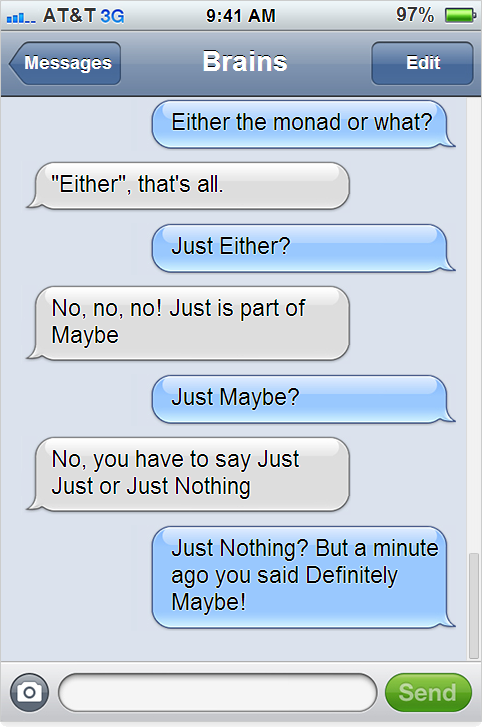 AT&T 3G 9:41 AM 97%
Messages Brains Edit
Either the monad or what?
"Either", that's all.
Just Either?
No, no, no! Just is part of
Maybe
Just Maybe?
No, you have to say Just
Just or Just Nothing
Just Nothing? But a minute
ago you said Definitely
Maybe!
Send